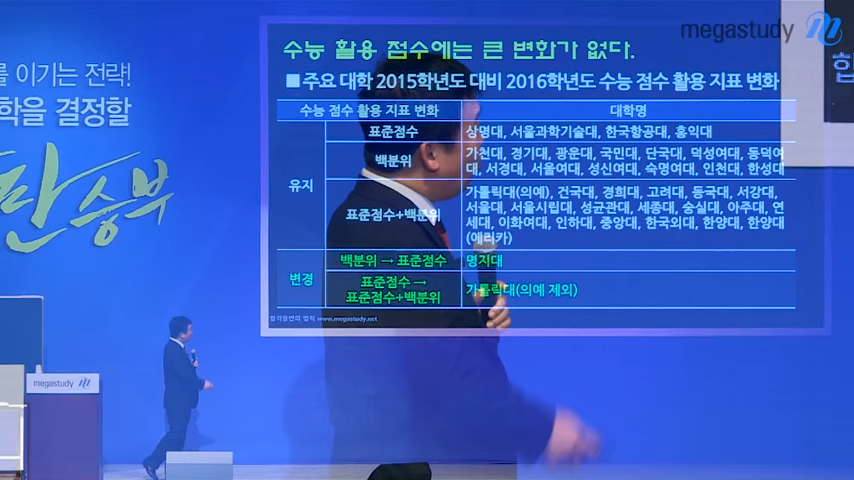 megastudy
합
를 이기는 전략!
학을 결정할
판승부
수능 활용 점수에는 큰 변화가 없다.
■ 주요 대학 2015학년도 대비 2016학년도 수능 점수 활용 지표 변화
수능 점수 활용 지표 변화 대학명
유지
표준점수 상명대, 서울과학기술대, 한국항공대, 홍익대
백분위 가천대, 경기대, 광운대, 국민대, 단국대, 덕성여대, 동덕여
대, 서경대, 서울여대, 성신여대, 숙명여대, 인천대, 한성대
표준점수+백분위 가톨릭대(의예), 건국대, 경희대, 고려대, 동국대, 서강대,
서울대, 서울시립대, 성균관대, 세종대, 숭실대, 아주대, 연
세대, 이화여대, 인하대, 중앙대, 한국외대, 한양대, 한양대
(에리카)
변경
백분위 → 표준점수 명지대
표준점수 →
표준점수+백분위 가톨릭대(의예 제외)
합격불변의 법칙 www.megastudy.net
megastudy